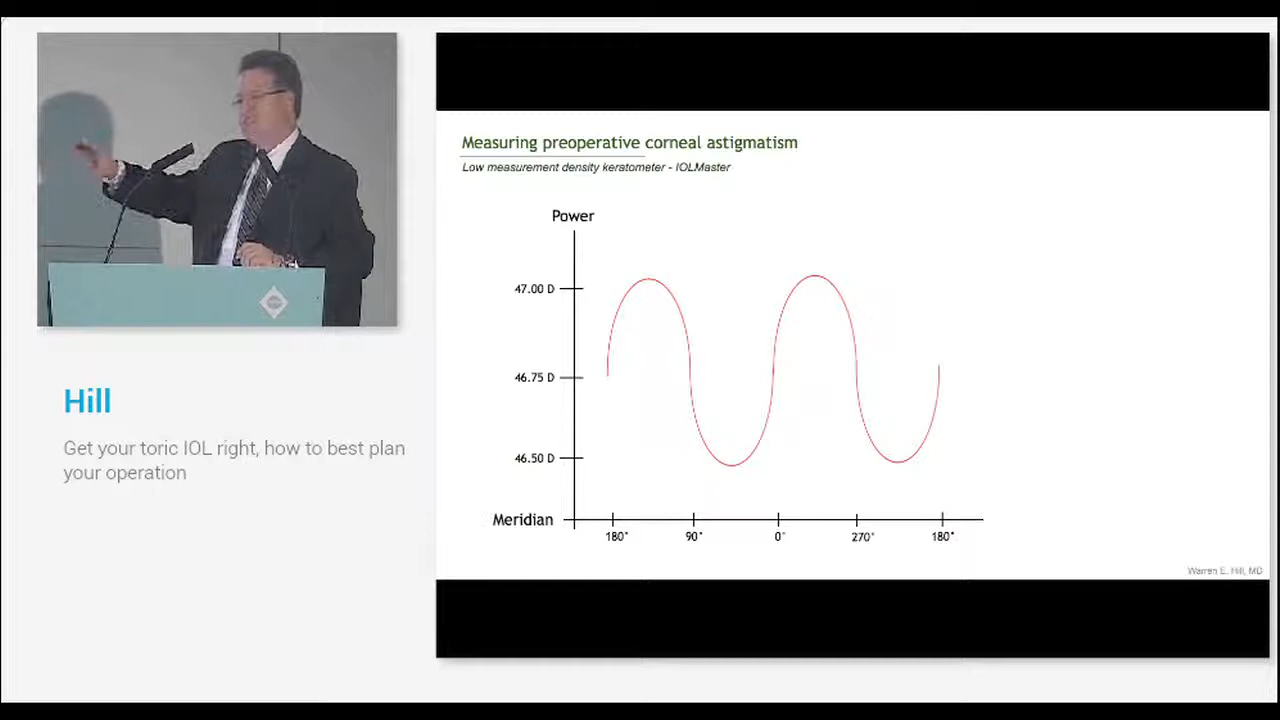 Measuring preoperative corneal astigmatism
Low measurement density keratometer - IOLMaster
Power
47.00 D
46.75 D
46.50 D
Meridian
180°
90°
0°
270°
180°
Warren E. Hill, MD
Hill
Get your toric IOL right, how to best plan
your operation